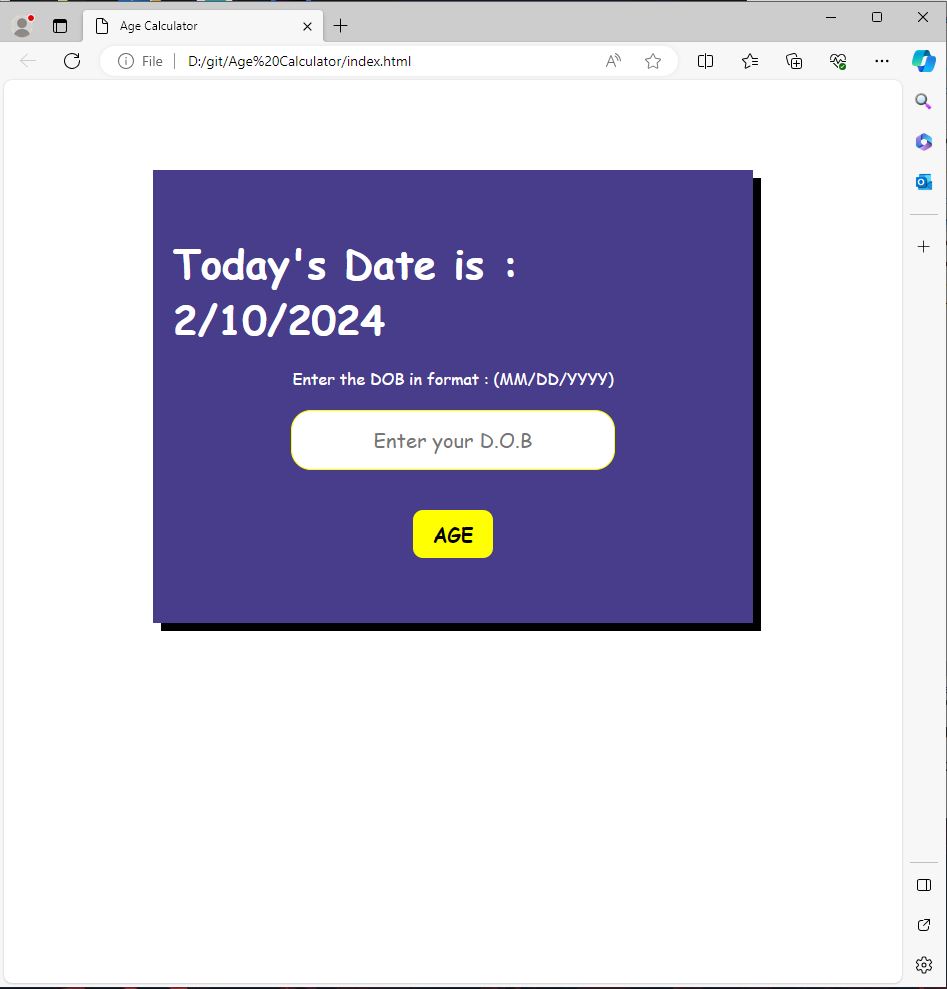 Age Calculator
File
D:/git/Age%20Calculator/index.html
Today's Date is :
2/10/2024
Enter the DOB in format : (MM/DD/YYYY)
Enter your D.O.B
AGE